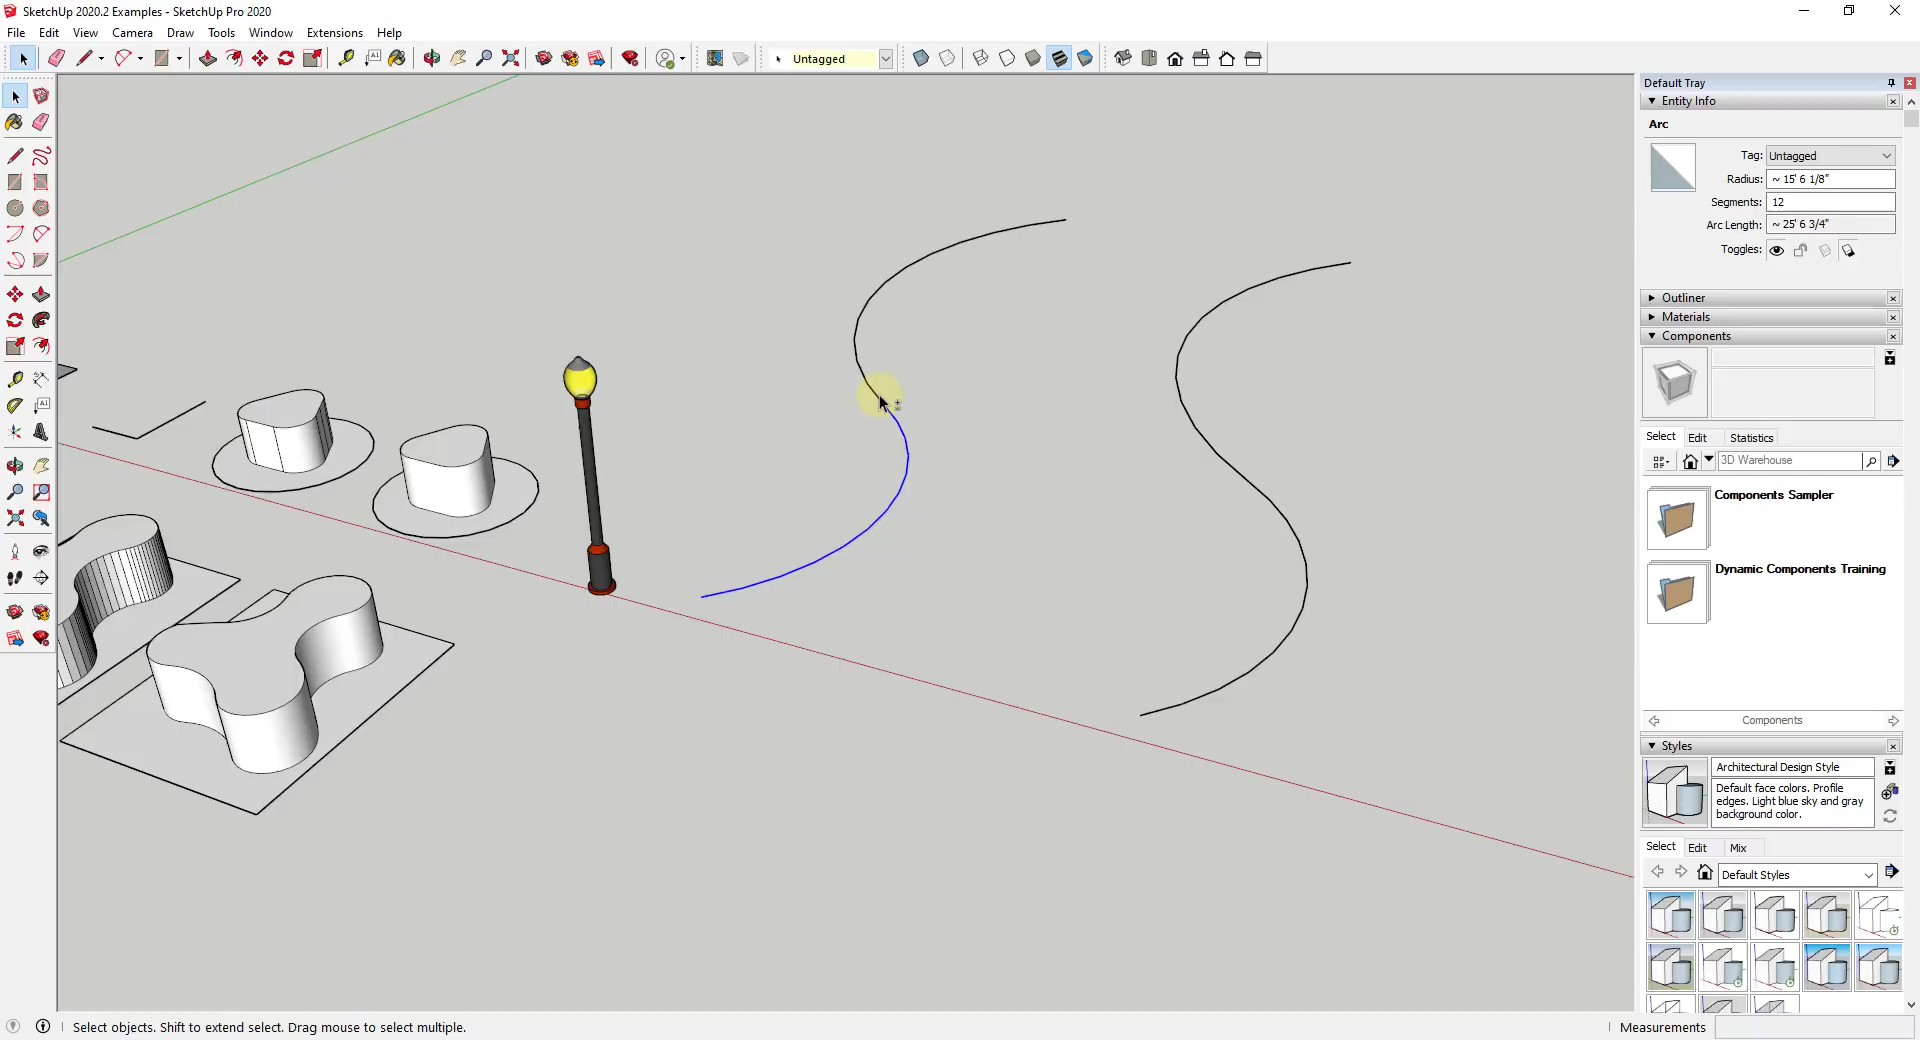 SketchUp 2020.2 Examples - SketchUp Pro 2020
File Edit View Camera Draw Tools Window Extensions Help
Untagged
Default Tray
Entity Info
Arc
Tag: Untagged
Radius: ~ 15' 6 1/8"
Segments: 12
Arc Length: ~ 25' 6 3/4"
Toggles:
Outliner
Materials
Components
Select Edit Statistics
3D Warehouse
Components Sampler
Dynamic Components Training
Components
Styles
Architectural Design Style
Default face colors. Profile
edges. Light blue sky and gray
background color.
Select Edit Mix
Default Styles
Select objects. Shift to extend select. Drag mouse to select multiple.
Measurements